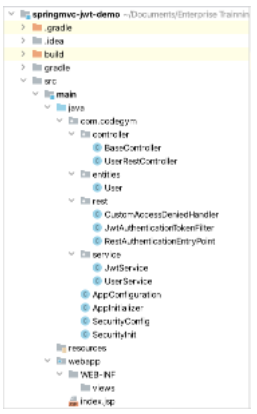 springmvc-jwt-demo ~/Documents/Enterprise Trainnin
.gradle
.idea
build
gradle
src
main
java
com.codegym
controller
BaseController
UserRestController
entities
User
rest
CustomAccessDeniedHandler
JwtAuthenticationTokenFilter
RestAuthenticationEntryPoint
service
JwtService
UserService
AppConfiguration
AppInitializer
SecurityConfig
SecurityInit
resources
webapp
WEB-INF
views
index.jsp